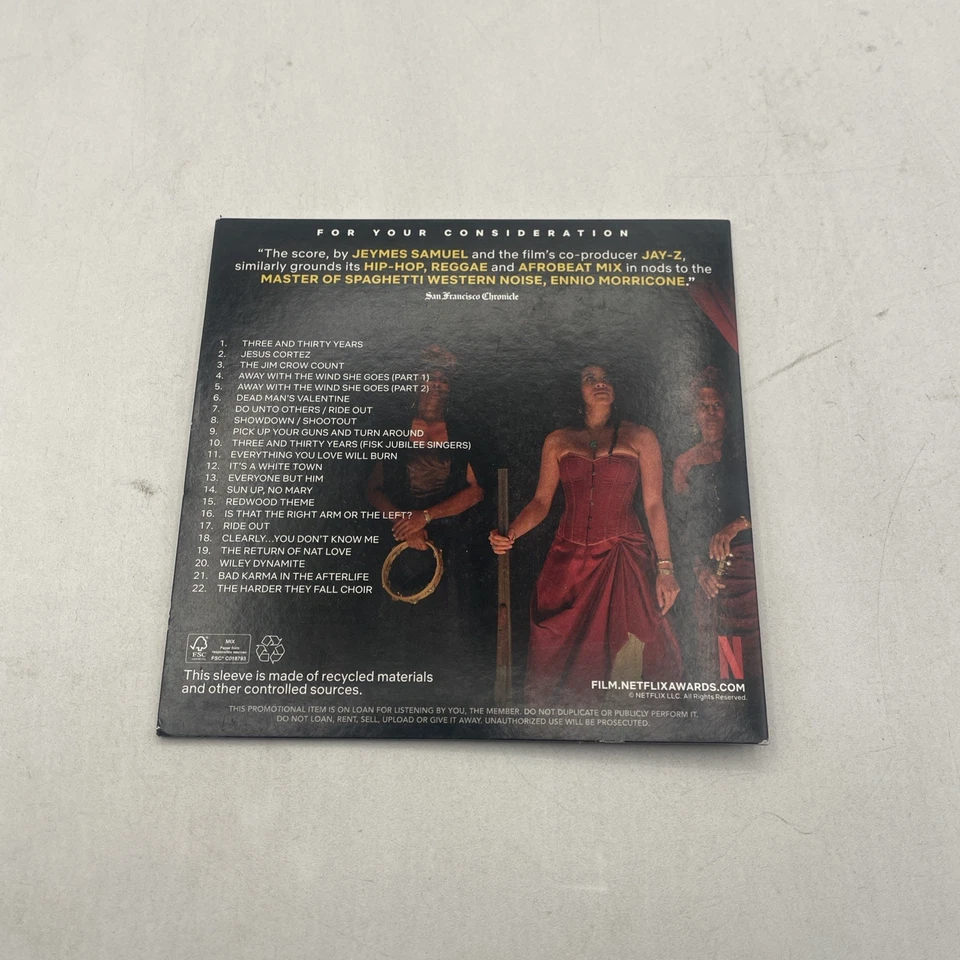 FOR YOUR CONSIDERATION
“The score, by JEYMES SAMUEL and the film's co-producer JAY-Z,
similarly grounds its HIP-HOP, REGGAE and AFROBEAT MIX in nods to the
MASTER OF SPAGHETTI WESTERN NOISE, ENNIO MORRICONE.”
San Francisco Chronicle
1. THREE AND THIRTY YEARS
2. JESUS CORTEZ
3. THE JIM CROW COUNT
4. AWAY WITH THE WIND SHE GOES (PART 1)
5. AWAY WITH THE WIND SHE GOES (PART 2)
6. DEAD MAN'S VALENTINE
7. DO UNTO OTHERS / RIDE OUT
8. SHOWDOWN / SHOOTOUT
9. PICK UP YOUR GUNS AND TURN AROUND
10. THREE AND THIRTY YEARS (FISK JUBILEE SINGERS)
11. EVERYTHING YOU LOVE WILL BURN
12. IT'S A WHITE TOWN
13. EVERYONE BUT HIM
14. SUN UP, NO MARY
15. REDWOOD THEME
16. IS THAT THE RIGHT ARM OR THE LEFT?
17. RIDE OUT
18. CLEARLY...YOU DON'T KNOW ME
19. THE RETURN OF NAT LOVE
20. WILEY DYNAMITE
21. BAD KARMA IN THE AFTERLIFE
22. THE HARDER THEY FALL CHOIR
FSC
MIX
Paper from
responsible sources
FSC® C018793
This sleeve is made of recycled materials
and other controlled sources.
N
FILM.NETFLIXAWARDS.COM
© NETFLIX LLC. All Rights Reserved.
THIS PROMOTIONAL ITEM IS ON LOAN FOR LISTENING BY YOU, THE MEMBER. DO NOT DUPLICATE OR PUBLICLY PERFORM IT.
DO NOT LOAN, RENT, SELL, UPLOAD OR GIVE IT AWAY. UNAUTHORIZED USE WILL BE PROSECUTED.